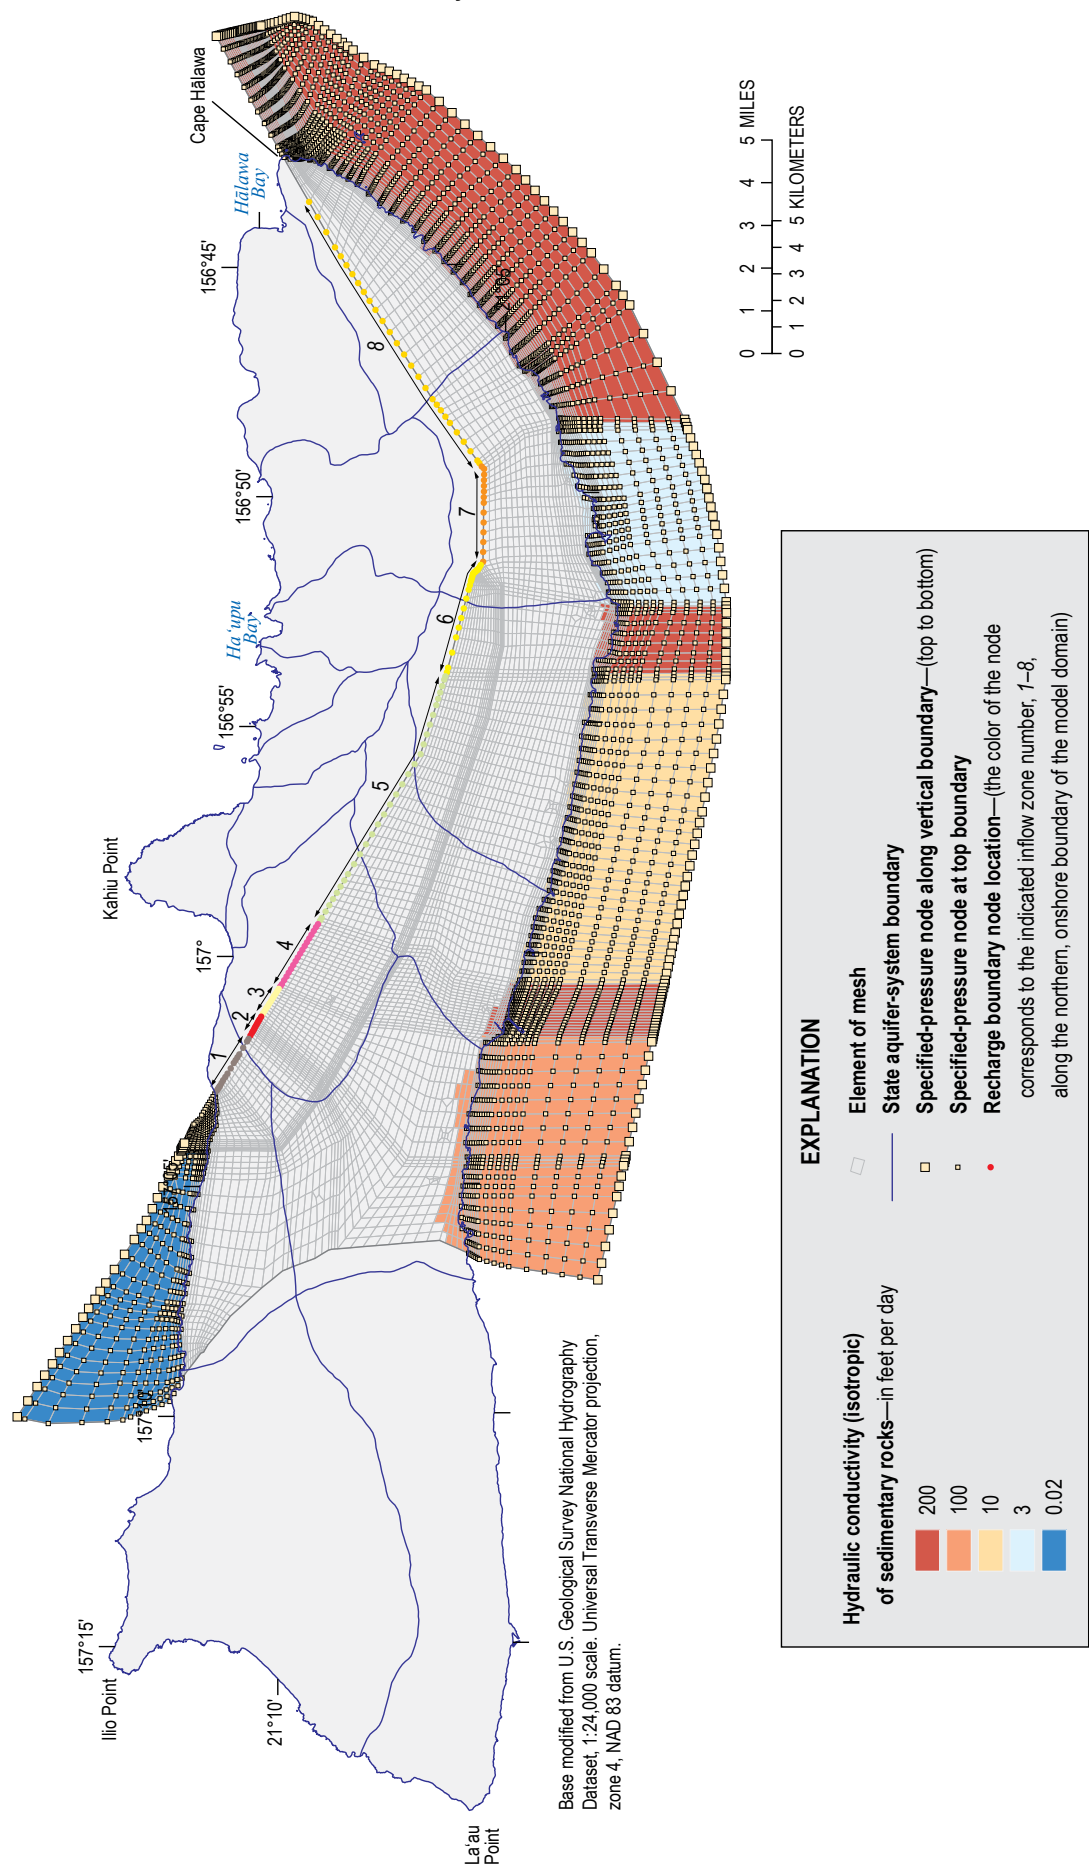 Ilio Point
157°15'
Kahiu Point
157°
156°55'
Ha‘upu
Bay
156°50'
156°45'
Hālawa
Bay
Cape Hālawa
21°10'
La‘au
Point
1
2
3
4
5
6
7
8
Base modified from U.S. Geological Survey National Hydrography
Dataset, 1:24,000 scale. Universal Transverse Mercator projection,
zone 4, NAD 83 datum.
0 1 2 3 4 5 MILES
0 1 2 3 4 5 KILOMETERS
EXPLANATION
Hydraulic conductivity (isotropic)
of sedimentary rocks—in feet per day
200
100
10
3
0.02
Element of mesh
State aquifer-system boundary
Specified-pressure node along vertical boundary—(top to bottom)
Specified-pressure node at top boundary
Recharge boundary node location—(the color of the node
corresponds to the indicated inflow zone number, 1–8,
along the northern, onshore boundary of the model domain)